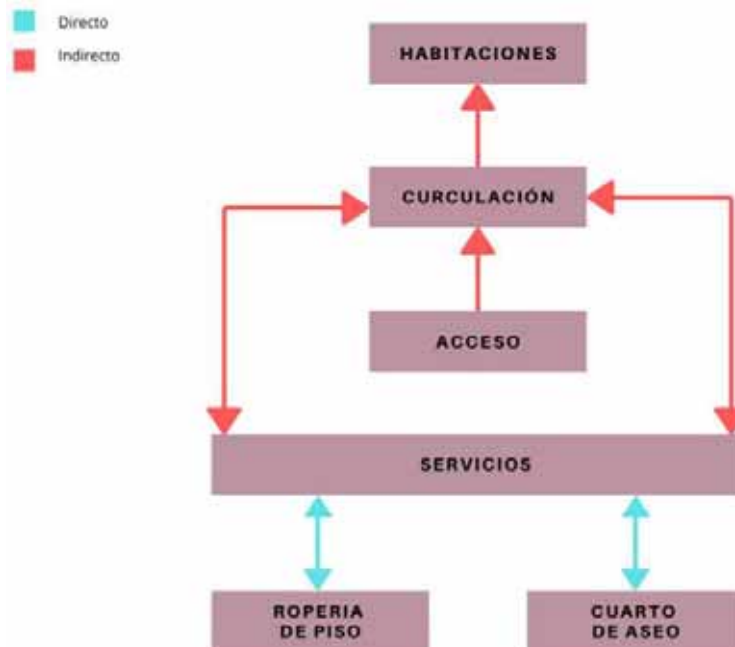 Directo
Indirecto
HABITACIONES
CURCULACIÓN
ACCESO
SERVICIOS
ROPERIA
DE PISO
CUARTO
DE ASEO